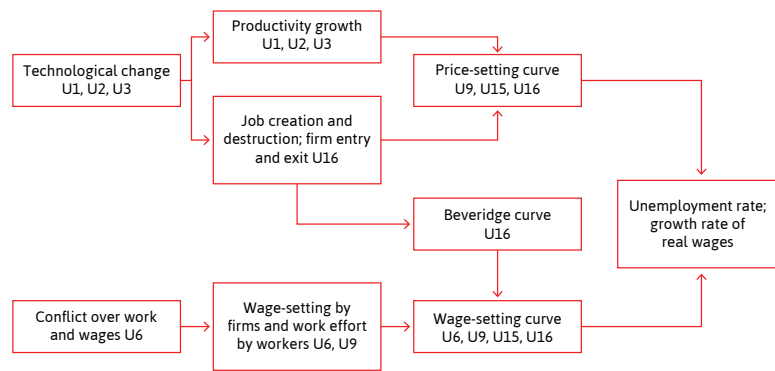 Productivity growth
U1, U2, U3
Technological change
U1, U2, U3
Price-setting curve
U9, U15, U16
Job creation and
destruction; firm entry
and exit U16
Unemployment rate;
growth rate of
real wages
Beveridge curve
U16
Conflict over work
and wages U6
Wage-setting by
firms and work effort
by workers U6, U9
Wage-setting curve
U6, U9, U15, U16